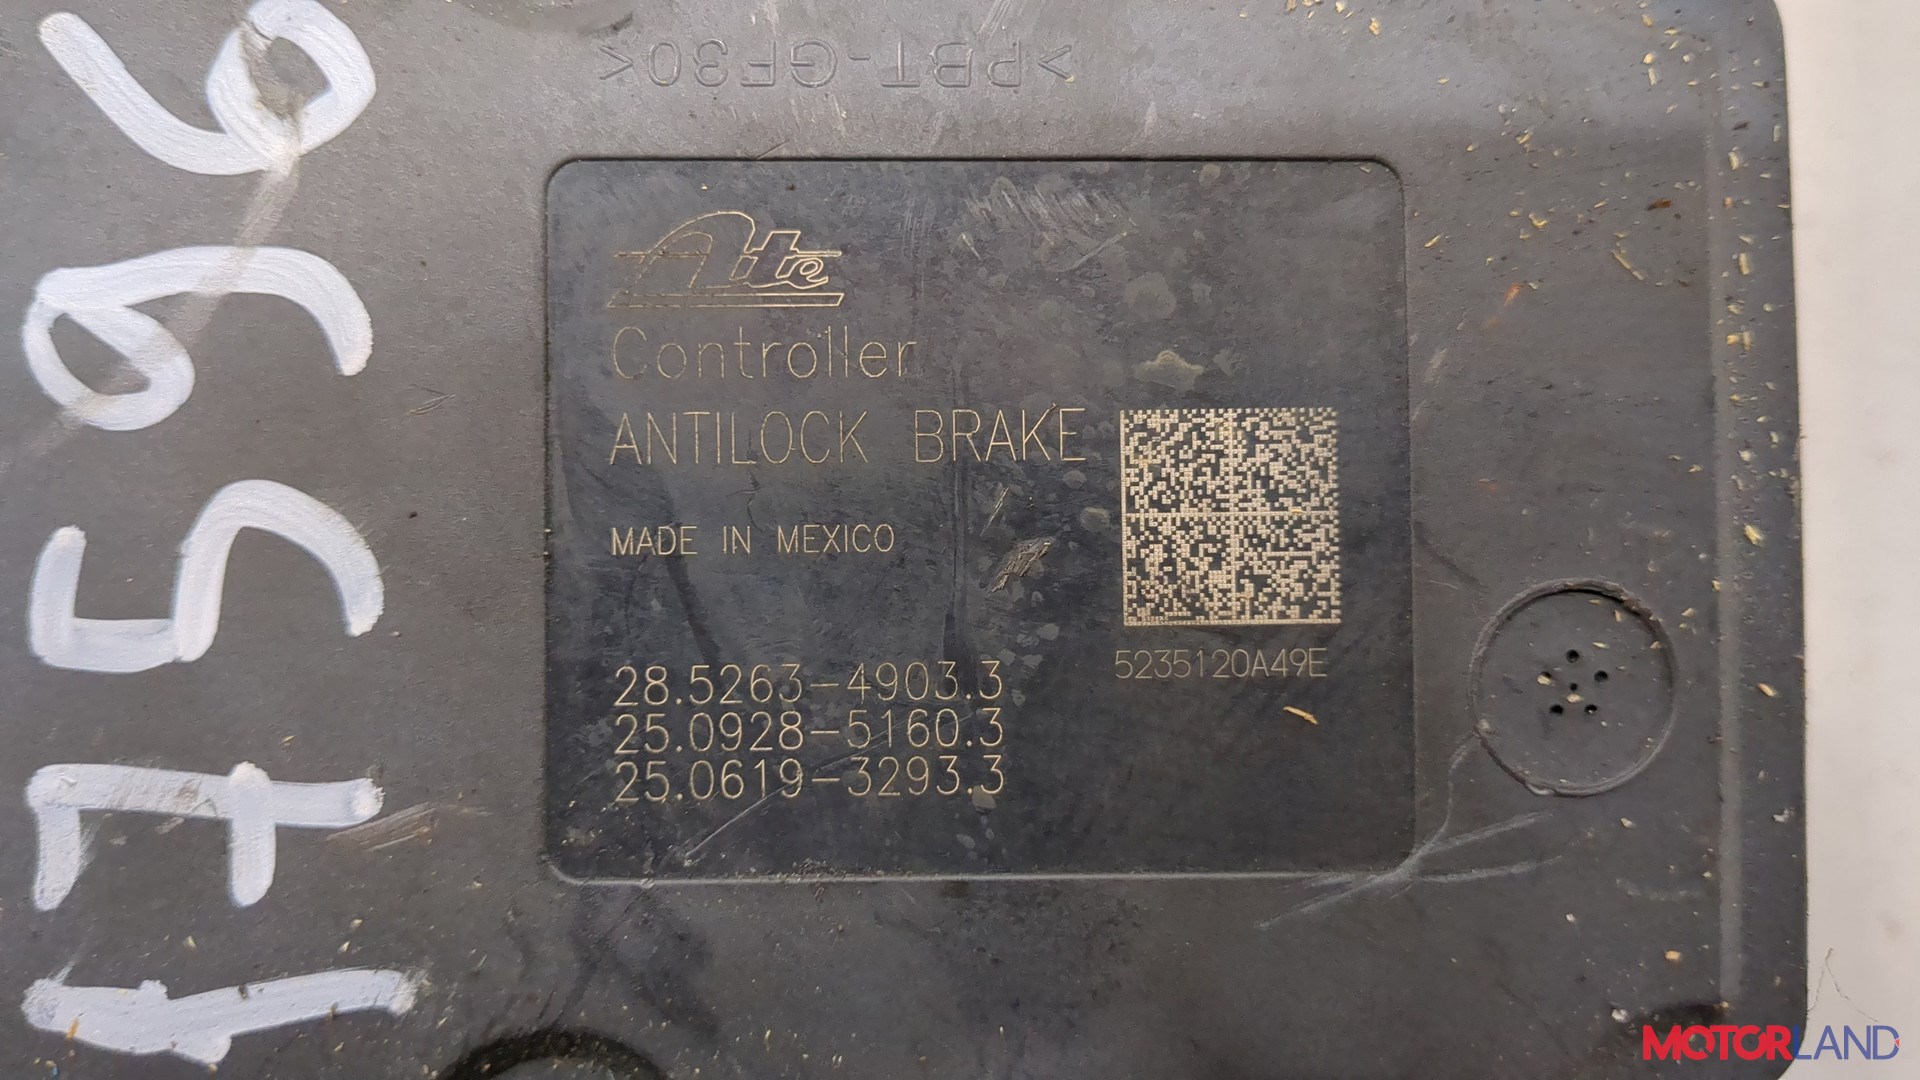 >PBT-GF30<
Ate
Controller
ANTILOCK BRAKE
MADE IN MEXICO
28.5263-4903.3
25.0928-5160.3
25.0619-3293.3
5235120A49E
17596
MOTORLAND